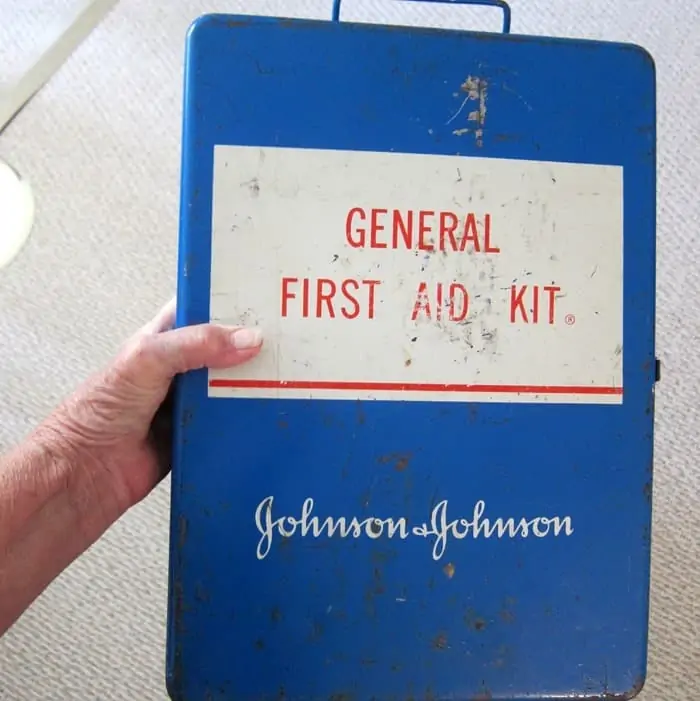 GENERAL
FIRST AID KIT®
Johnson & Johnson